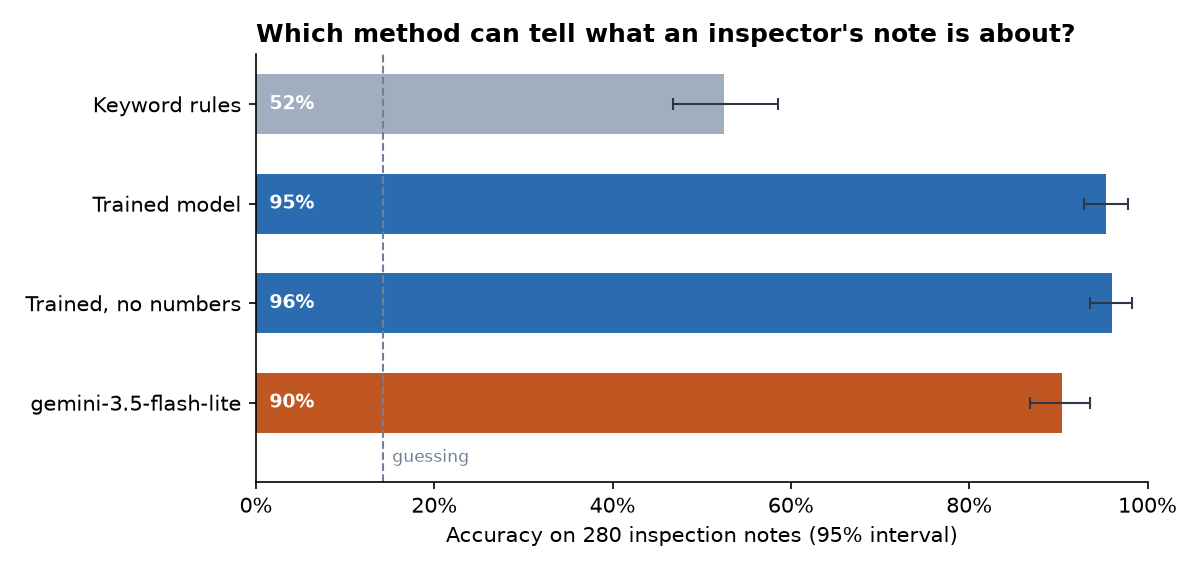 Which method can tell what an inspector's note is about?
Keyword rules
52%
Trained model
95%
Trained, no numbers
96%
gemini-3.5-flash-lite
90%
guessing
0%
20%
40%
60%
80%
100%
Accuracy on 280 inspection notes (95% interval)